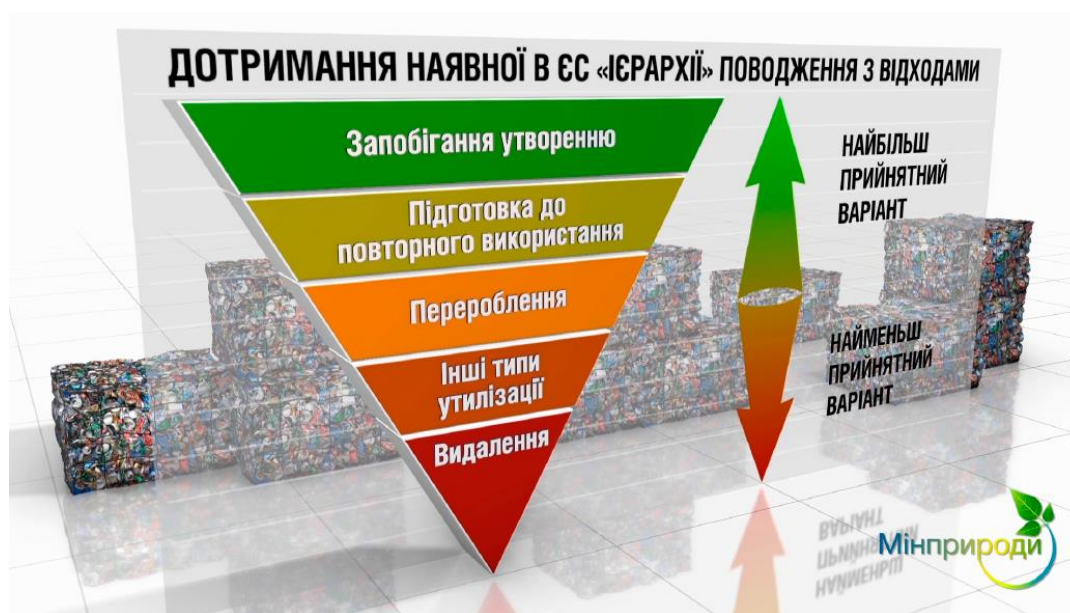 ДОТРИМАННЯ НАЯВНОЇ В ЄС «ІЄРАРХІЇ» ПОВОДЖЕННЯ З ВІДХОДАМИ
Запобігання утворенню
Підготовка до
повторного використання
Перероблення
Інші типи
утилізації
Видалення
НАЙБІЛЬШ
ПРИЙНЯТНИЙ
ВАРІАНТ
НАЙМЕНЬШ
ПРИЙНЯТНИЙ
ВАРІАНТ
Мінприроди